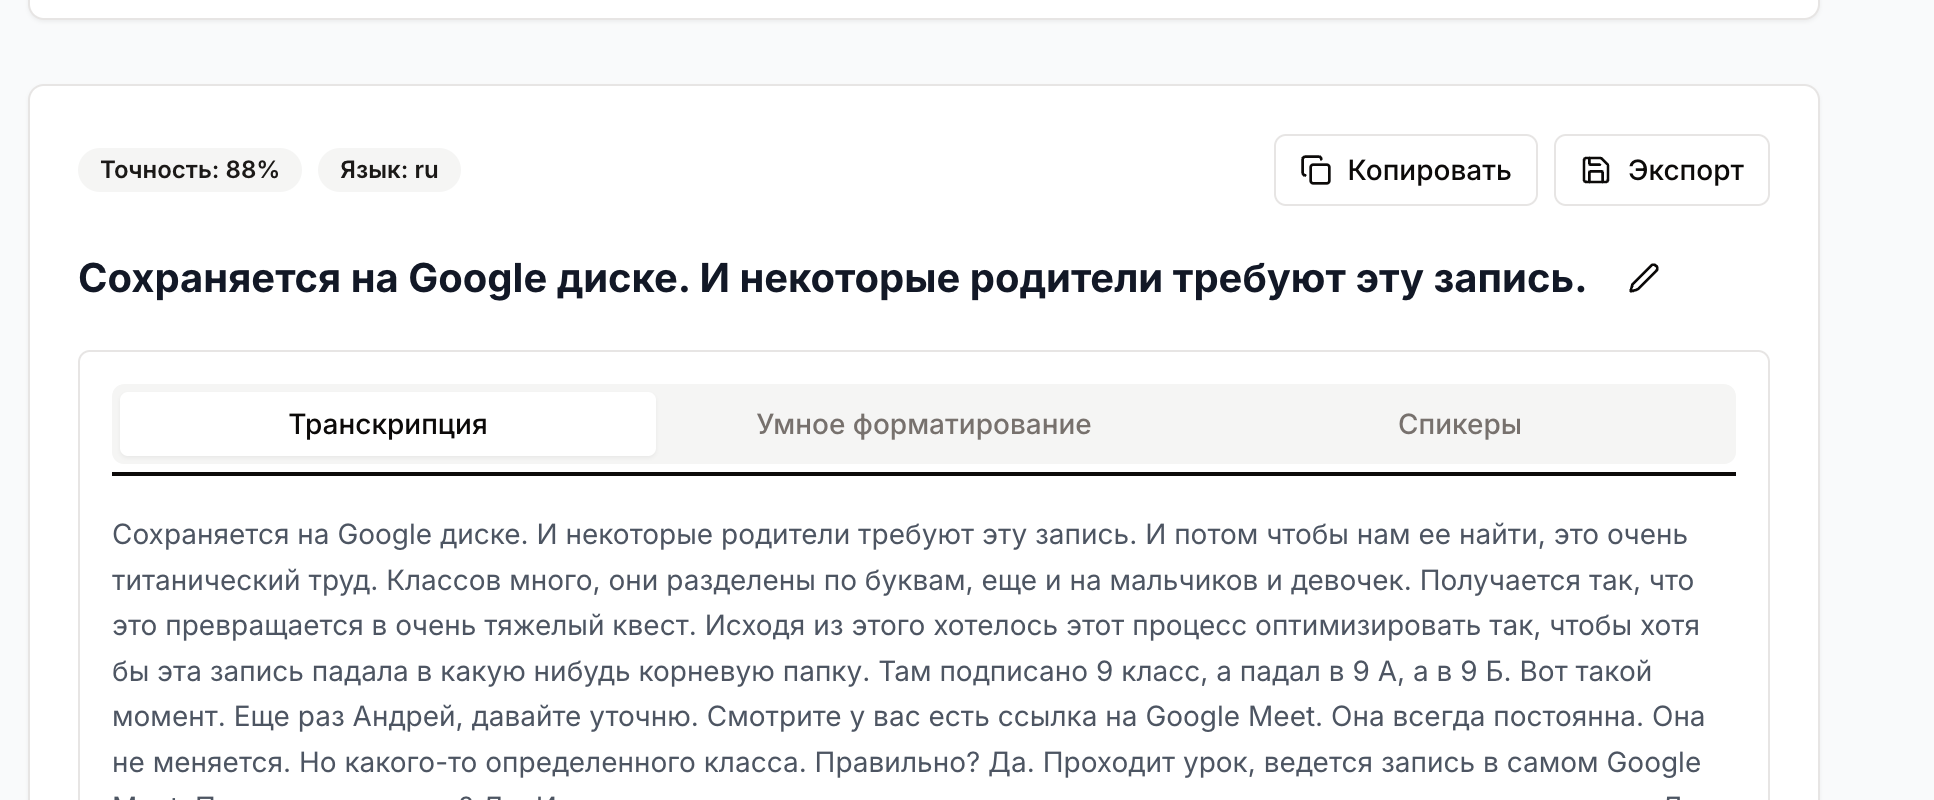 Точность: 88%
Язык: ru
Копировать
Экспорт
Сохраняется на Google диске. И некоторые родители требуют эту запись.
Транскрипция
Умное форматирование
Спикеры
Сохраняется на Google диске. И некоторые родители требуют эту запись. И потом чтобы нам ее найти, это очень
титанический труд. Классов много, они разделены по буквам, еще и на мальчиков и девочек. Получается так, что
это превращается в очень тяжелый квест. Исходя из этого хотелось этот процесс оптимизировать так, чтобы хотя
бы эта запись падала в какую нибудь корневую папку. Там подписано 9 класс, а падал в 9 А, а в 9 Б. Вот такой
момент. Еще раз Андрей, давайте уточню. Смотрите у вас есть ссылка на Google Meet. Она всегда постоянна. Она
не меняется. Но какого-то определенного класса. Правильно? Да. Проходит урок, ведется запись в самом Google